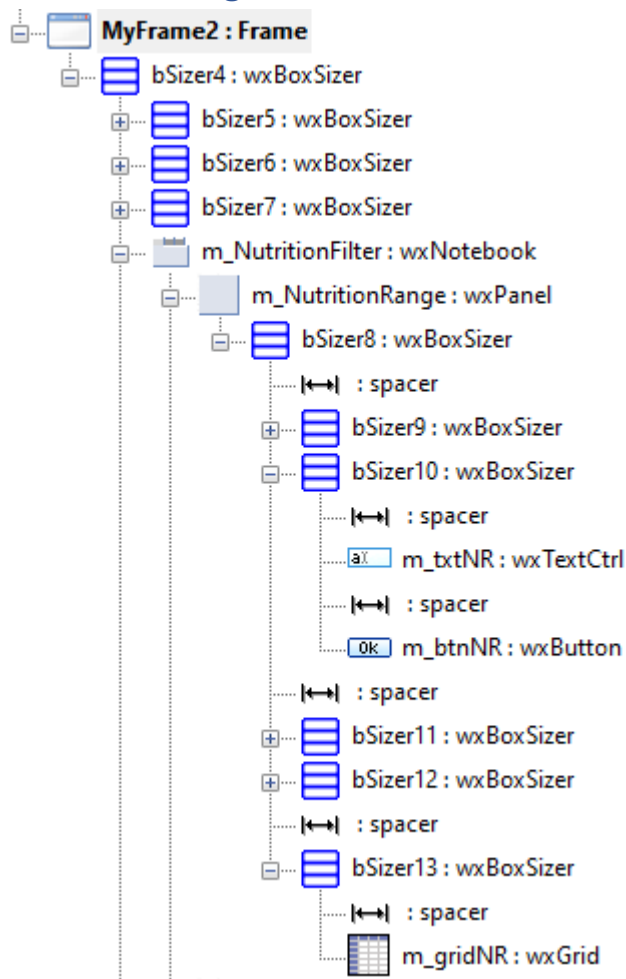 MyFrame2 : Frame
bSizer4 : wxBoxSizer
bSizer5 : wxBoxSizer
bSizer6 : wxBoxSizer
bSizer7 : wxBoxSizer
m_NutritionFilter : wxNotebook
m_NutritionRange : wxPanel
bSizer8 : wxBoxSizer
: spacer
bSizer9 : wxBoxSizer
bSizer10 : wxBoxSizer
: spacer
a m_txtNR : wxTextCtrl
: spacer
Ok m_btnNR : wxButton
: spacer
bSizer11 : wxBoxSizer
bSizer12 : wxBoxSizer
: spacer
bSizer13 : wxBoxSizer
: spacer
m_gridNR : wxGrid